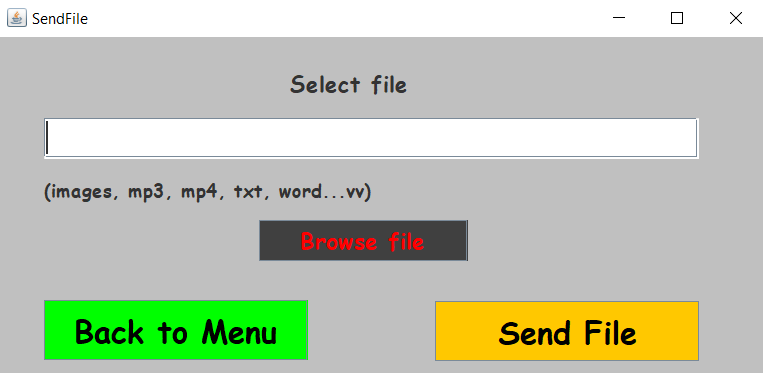 SendFile
Select file
(images, mp3, mp4, txt, word...vv)
Browse file
Back to Menu
Send File